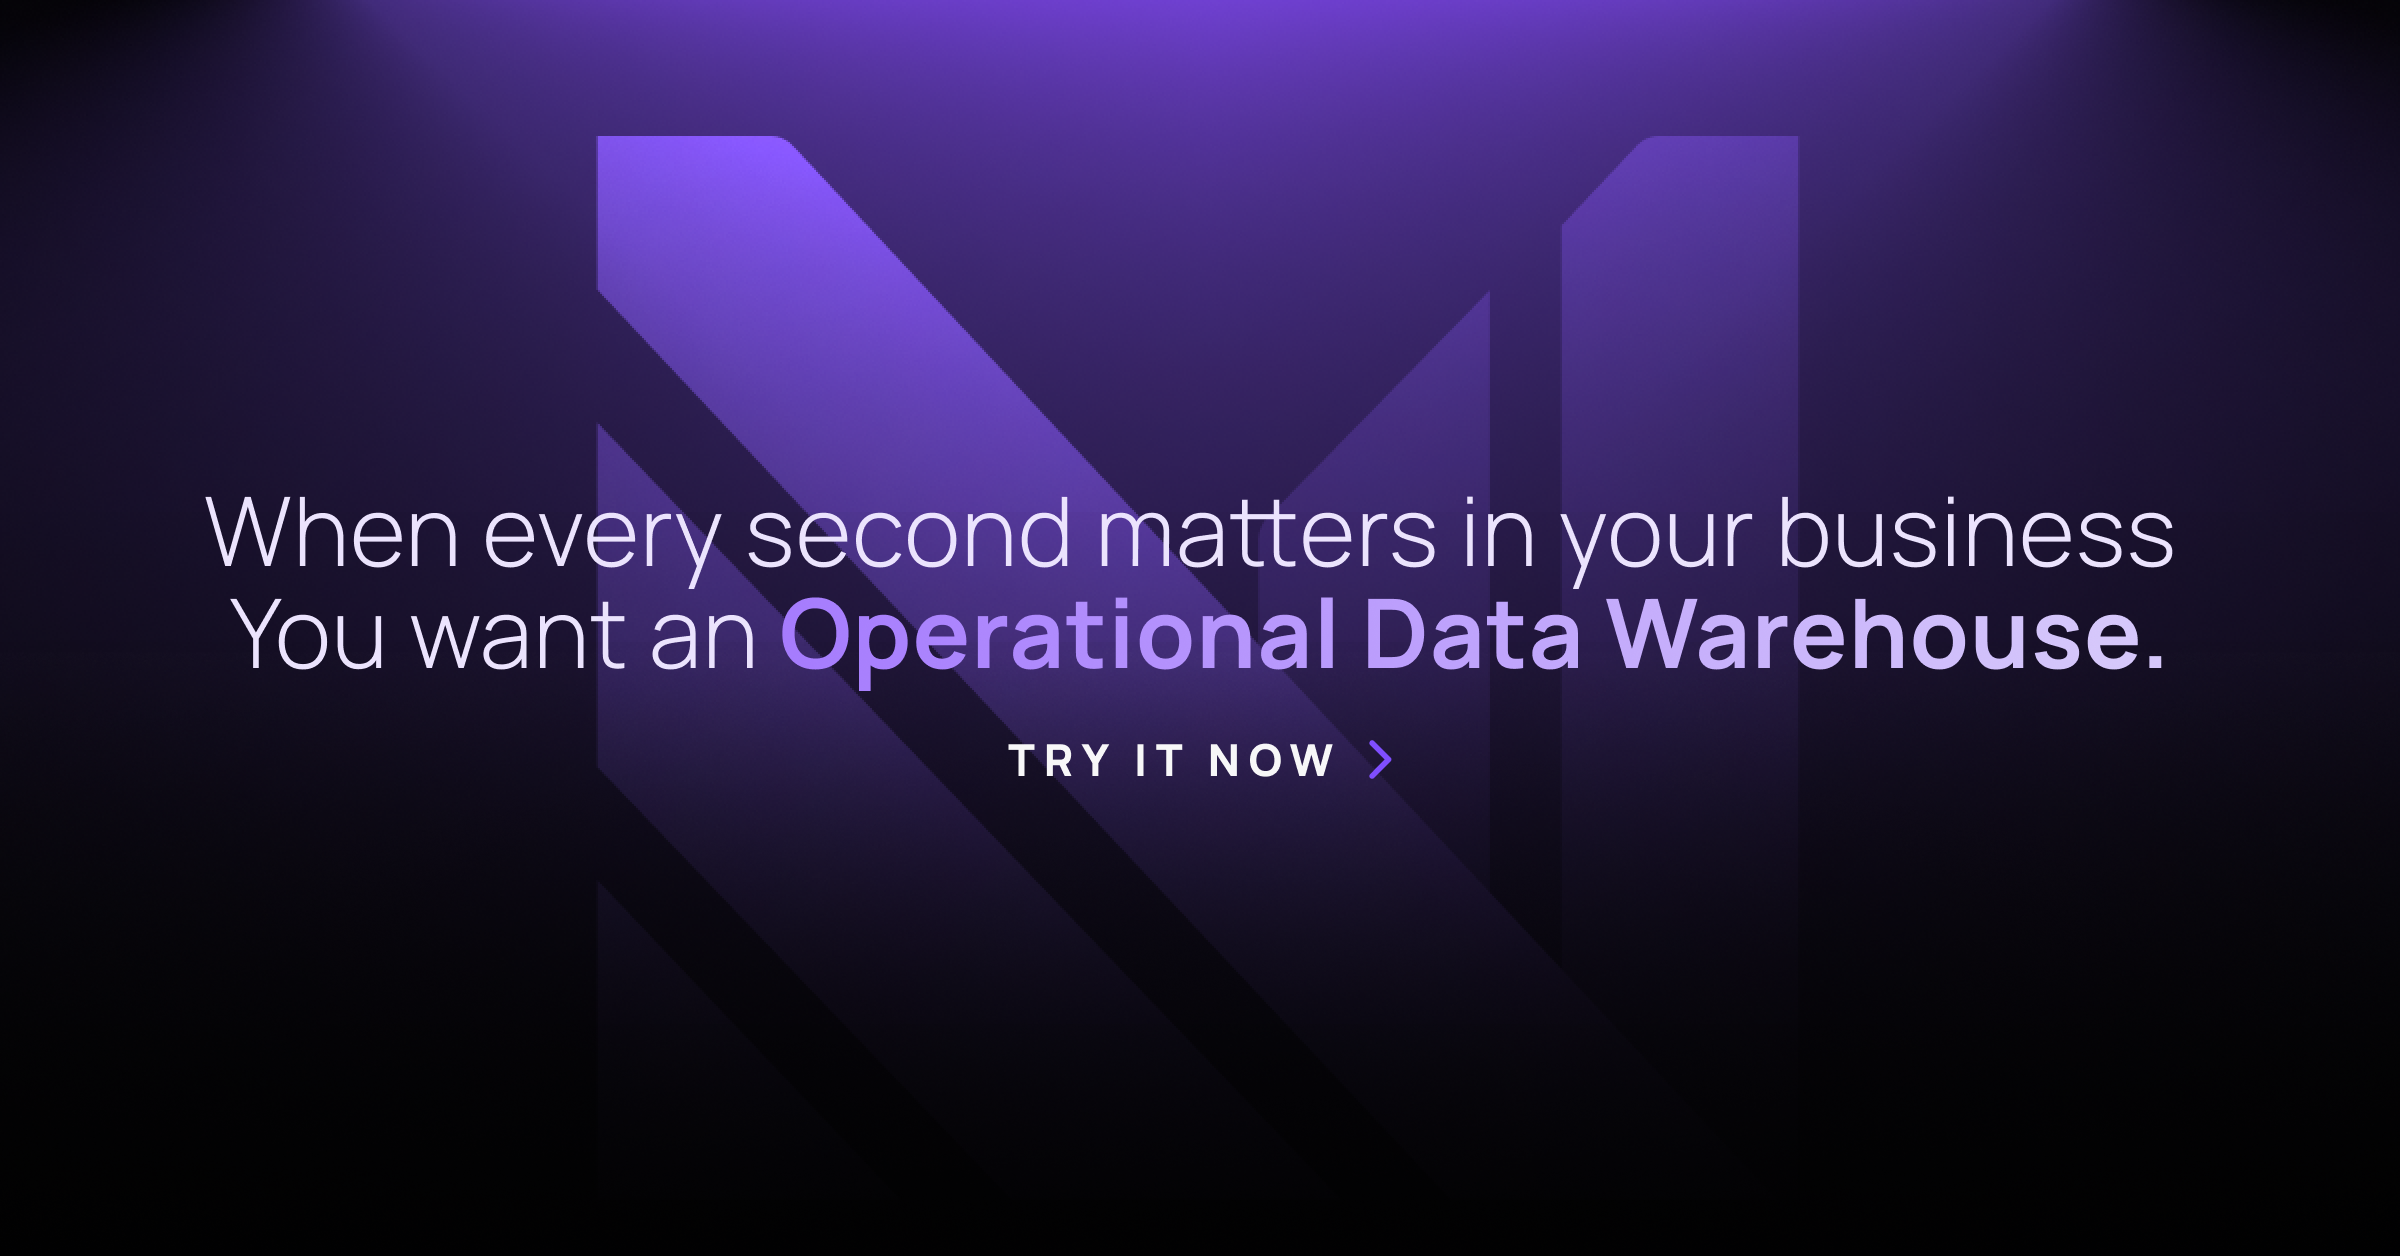 When every second matters in your business
You want an Operational Data Warehouse.
TRY IT NOW